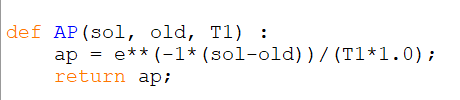 def AP(sol, old, T1) :
    ap = e**(-1*(sol-old))/(T1*1.0);
    return ap;